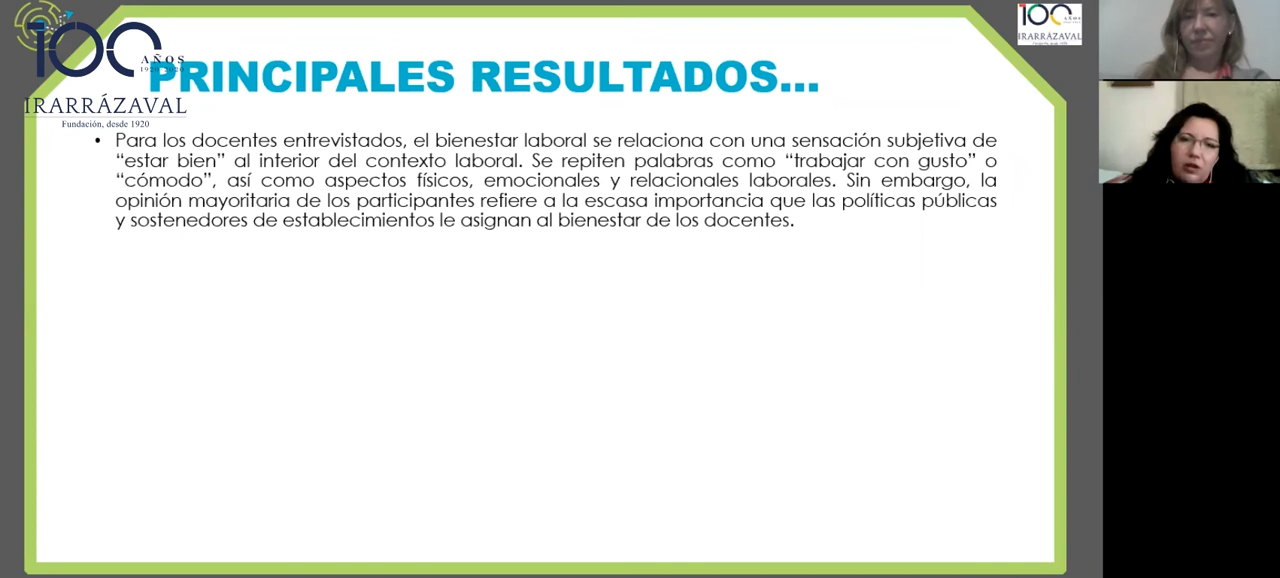 100
AÑOS
1920-2020
IRARRÁZAVAL
Fundación, desde 1920
PRINCIPALES RESULTADOS...
100
AÑOS
IRARRÁZAVAL
• Para los docentes entrevistados, el bienestar laboral se relaciona con una sensación subjetiva de
“estar bien” al interior del contexto laboral. Se repiten palabras como “trabajar con gusto” o
“cómodo”, así como aspectos físicos, emocionales y relacionales laborales. Sin embargo, la
opinión mayoritaria de los participantes refiere a la escasa importancia que las políticas públicas
y sostenedores de establecimientos le asignan al bienestar de los docentes.